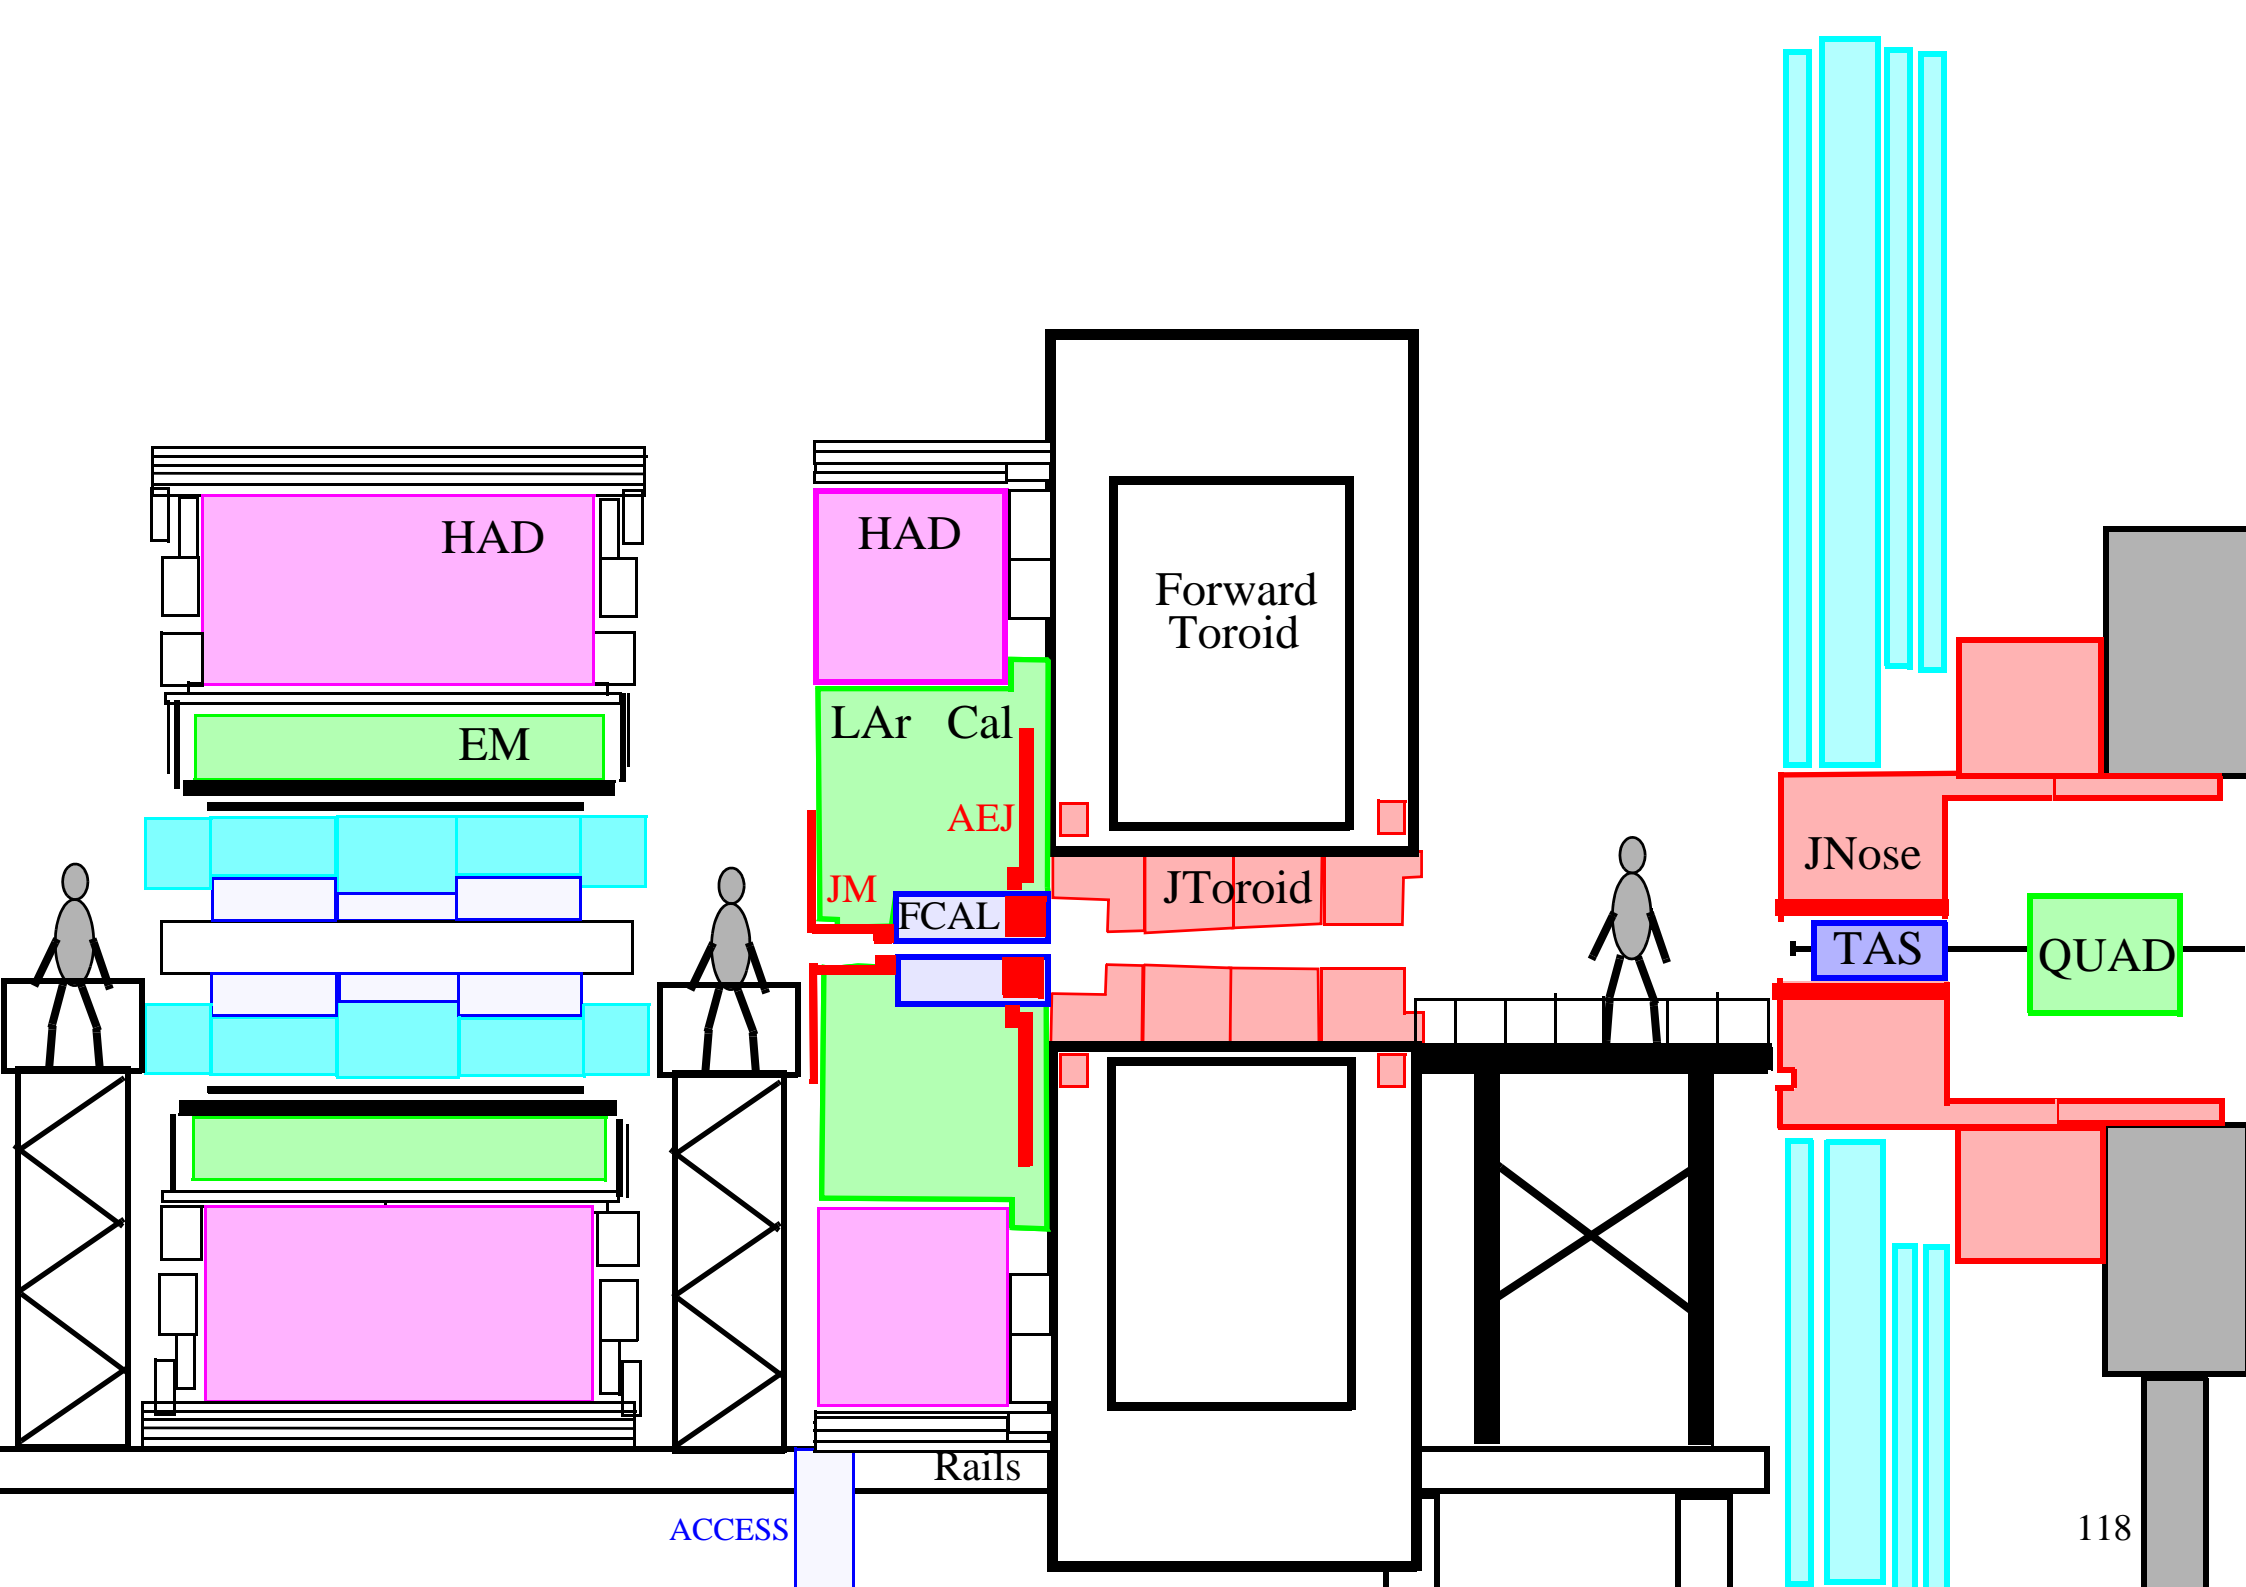 HAD
HAD
Forward
Toroid
LAr Cal
EM
AEJ
JM
FCAL
JToroid
JNose
TAS
QUAD
Rails
ACCESS
118